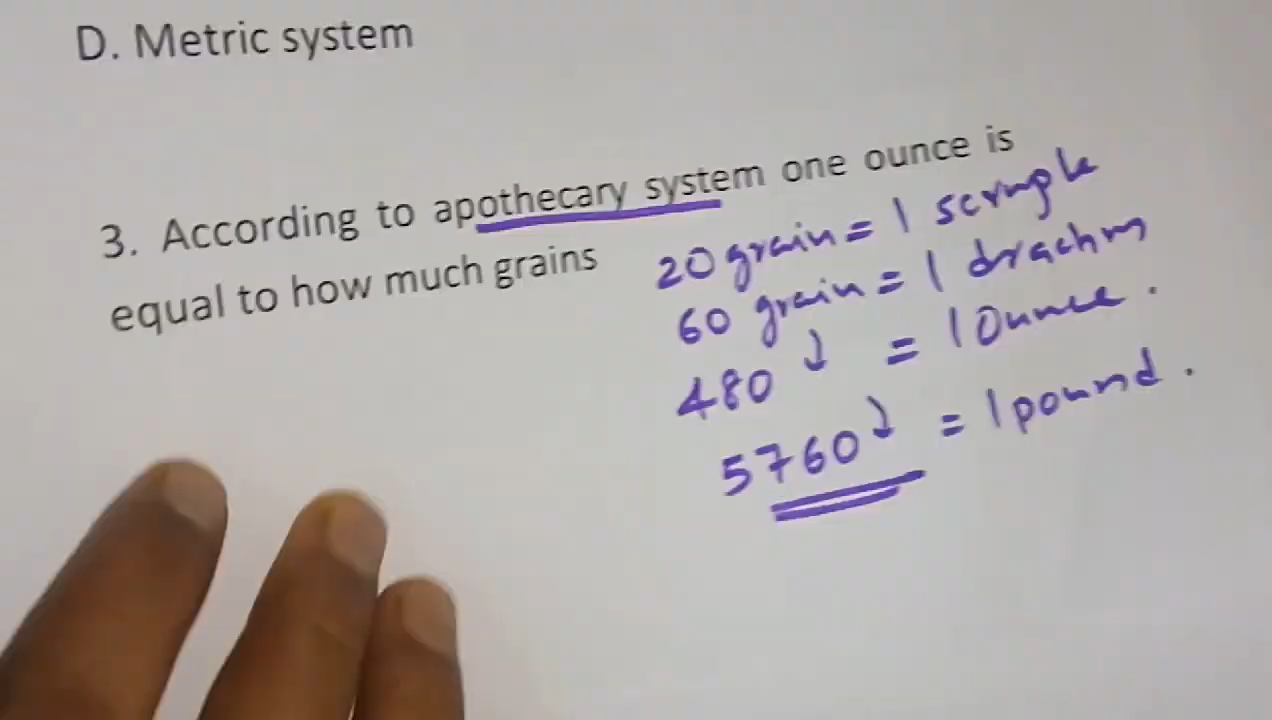 D. Metric system
3. According to apothecary system one ounce is
equal to how much grains
20 grain = 1 scruple
60 grain = 1 drachm
480 ↓ = 1 Ounce.
5760 ↓ = 1 pound.